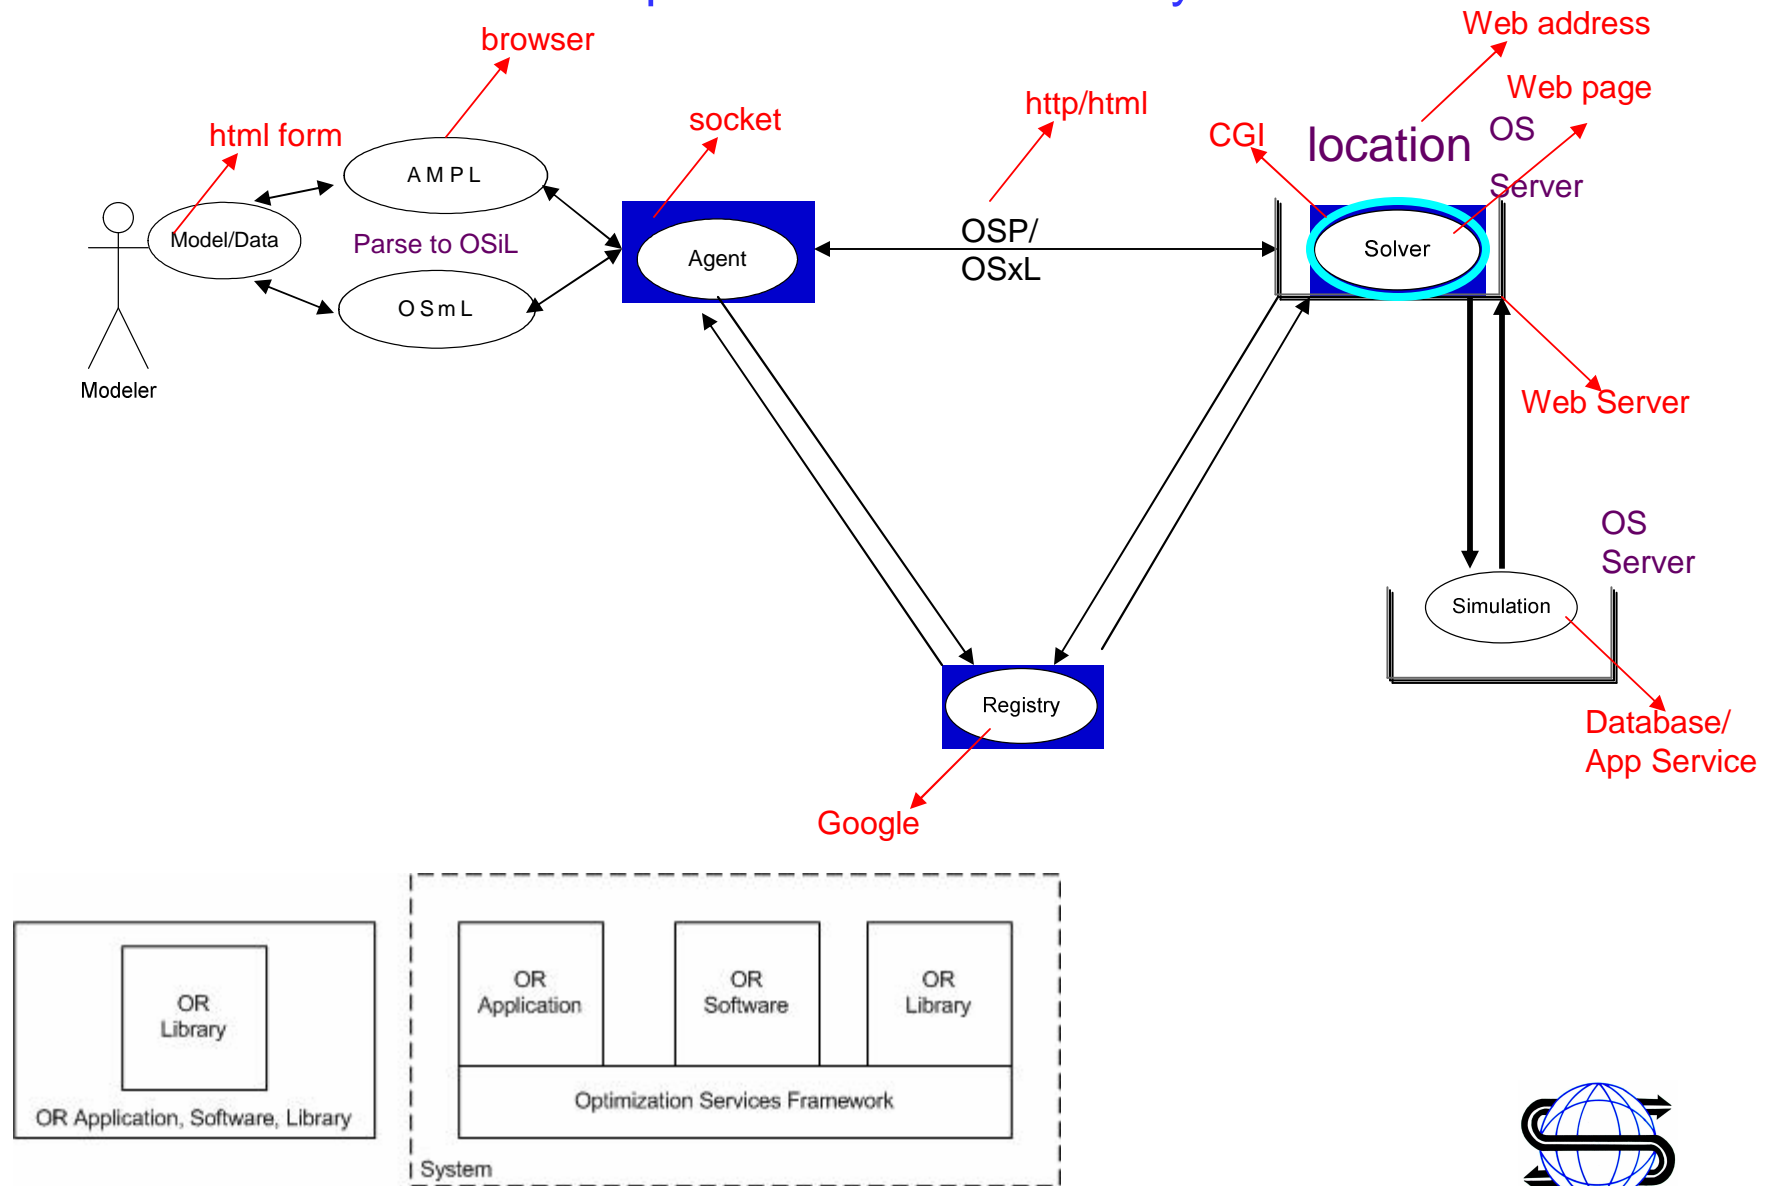 Web address
browser
Web page
http/html
socket
html form
CGI
location
OS
Server
AMPL
Model/Data
Parse to OSiL
OSmL
Modeler
Agent
OSP/
OSxL
Solver
Web Server
OS
Server
Simulation
Registry
Database/
App Service
Google
OR
Library
OR Application, Software, Library
OR
Application
OR
Software
OR
Library
Optimization Services Framework
System